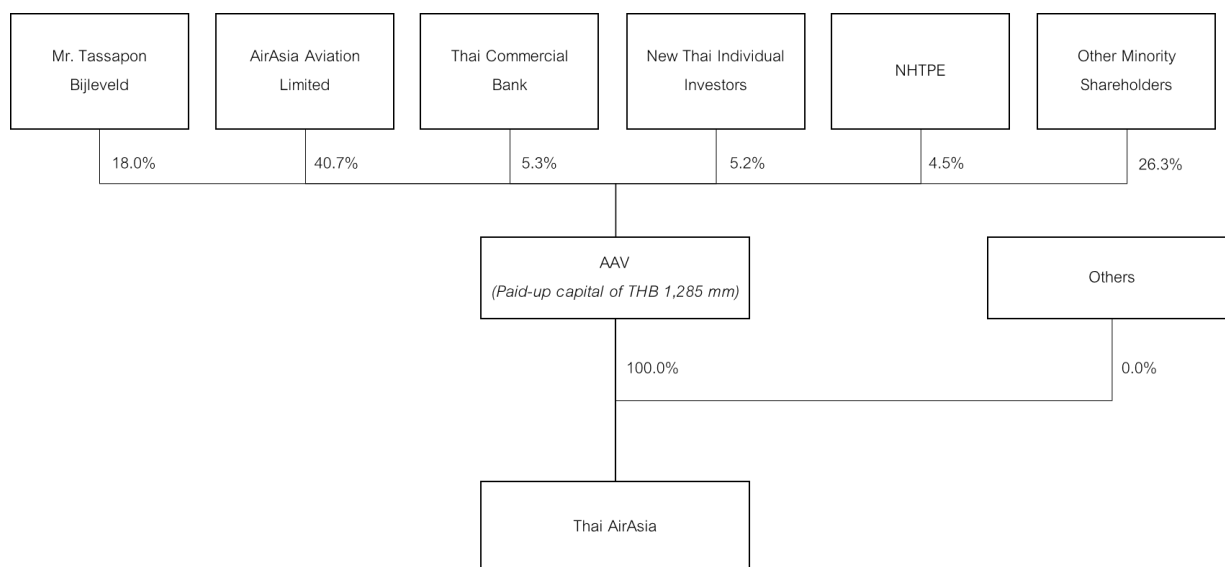 Mr. Tassapon
Bijleveld
AirAsia Aviation
Limited
Thai Commercial
Bank
New Thai Individual
Investors
NHTPE
Other Minority
Shareholders
18.0%
40.7%
5.3%
5.2%
4.5%
26.3%
AAV
(Paid-up capital of THB 1,285 mm)
Others
100.0%
0.0%
Thai AirAsia